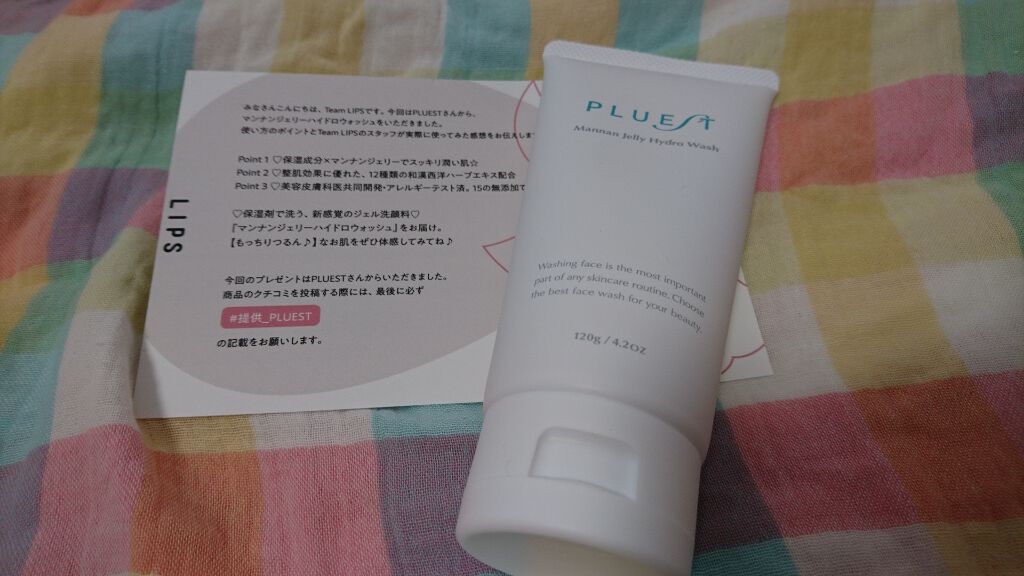 みなさんこんにちは、Team LIPSです。今回はPLUESTさんから、
マンナンジェリーハイドロウォッシュをいただきました。
使い方のポイントとTeam LIPSのスタッフが実際に使ってみた感想をお伝えしま
Point 1 ♡保湿成分×マンナンジェリーでスッキリ潤い肌☆
Point 2 ♡整肌効果に優れた、12種類の和漢西洋ハーブエキス配合
Point 3 ♡美容皮膚科医共同開発・アレルギーテスト済。15の無添加で
♡保湿剤で洗う、新感覚のジェル洗顔料♡
『マンナンジェリーハイドロウォッシュ』をお届け。
【もっちりつるん♪】なお肌をぜひ体感してみてね♪
今回のプレゼントはPLUESTさんからいただきました。
商品のクチコミを投稿する際には、最後に必ず
#提供_PLUEST
の記載をお願いします。
LIPS
PLUEST
Mannan Jelly Hydro Wash
Washing face is the most important
part of any skincare routine. Choose
the best face wash for your beauty.
120g / 4.2OZ